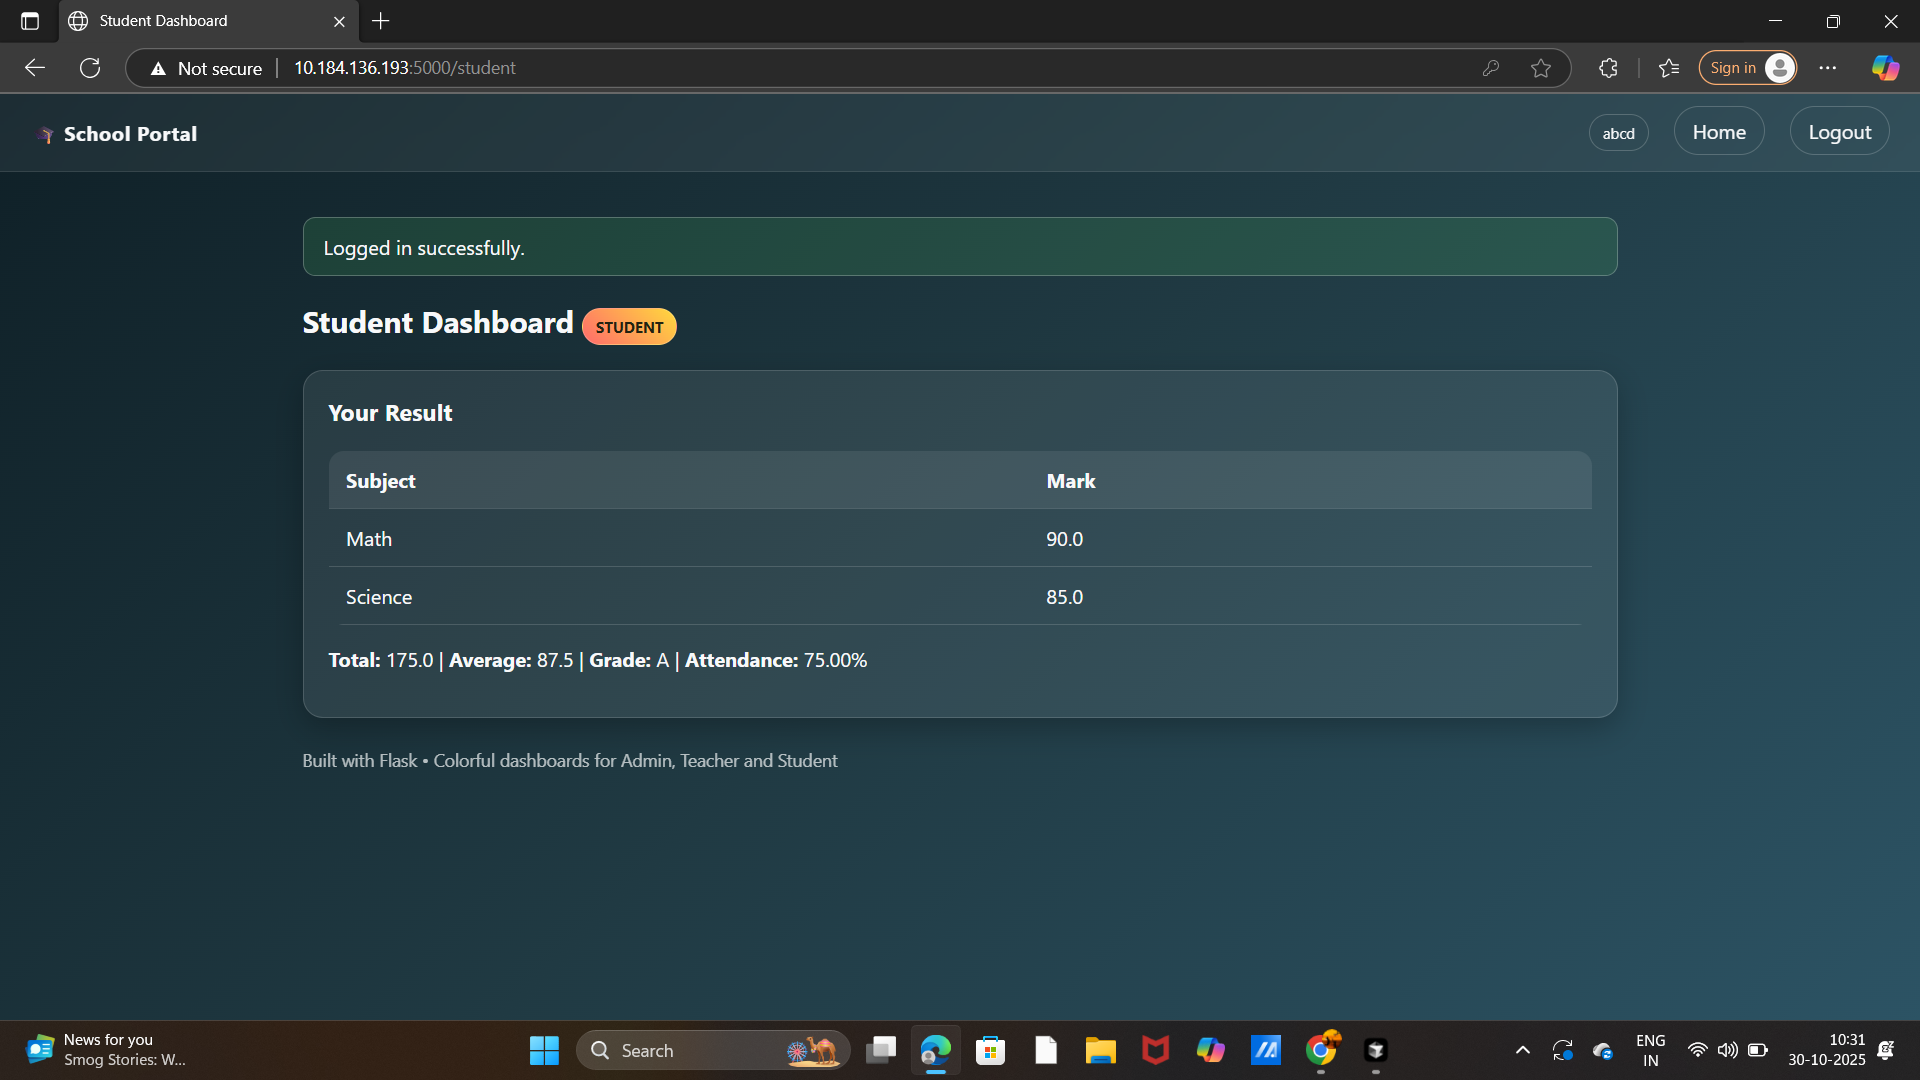 Student Dashboard
Not secure 10.184.136.193:5000/student Sign in
School Portal abcd Home Logout
Logged in successfully.
Student Dashboard STUDENT
Your Result
Subject Mark
Math 90.0
Science 85.0
Total: 175.0 | Average: 87.5 | Grade: A | Attendance: 75.00%
Built with Flask • Colorful dashboards for Admin, Teacher and Student
News for you
Smog Stories: W...
Search
ENG
IN
10:31
30-10-2025